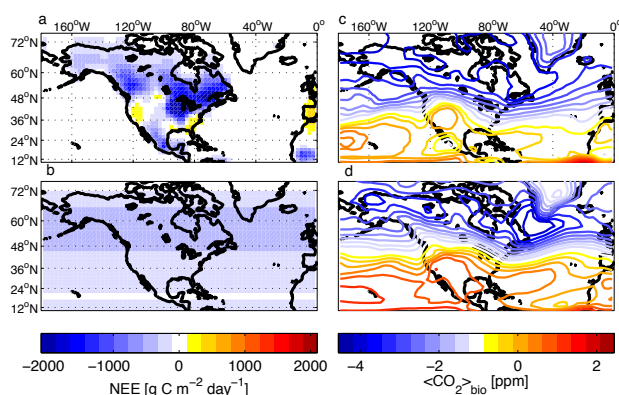 a
c
160°W 120°W 80°W 40°W 0°
160°W 120°W 80°W 40°W 0°
72°N
60°N
48°N
36°N
24°N
12°N
b
d
72°N
60°N
48°N
36°N
24°N
12°N
−2000 −1000 0 1000 2000
−4 −2 0 2
NEE [g C m⁻² day⁻¹]
<CO₂>bio [ppm]